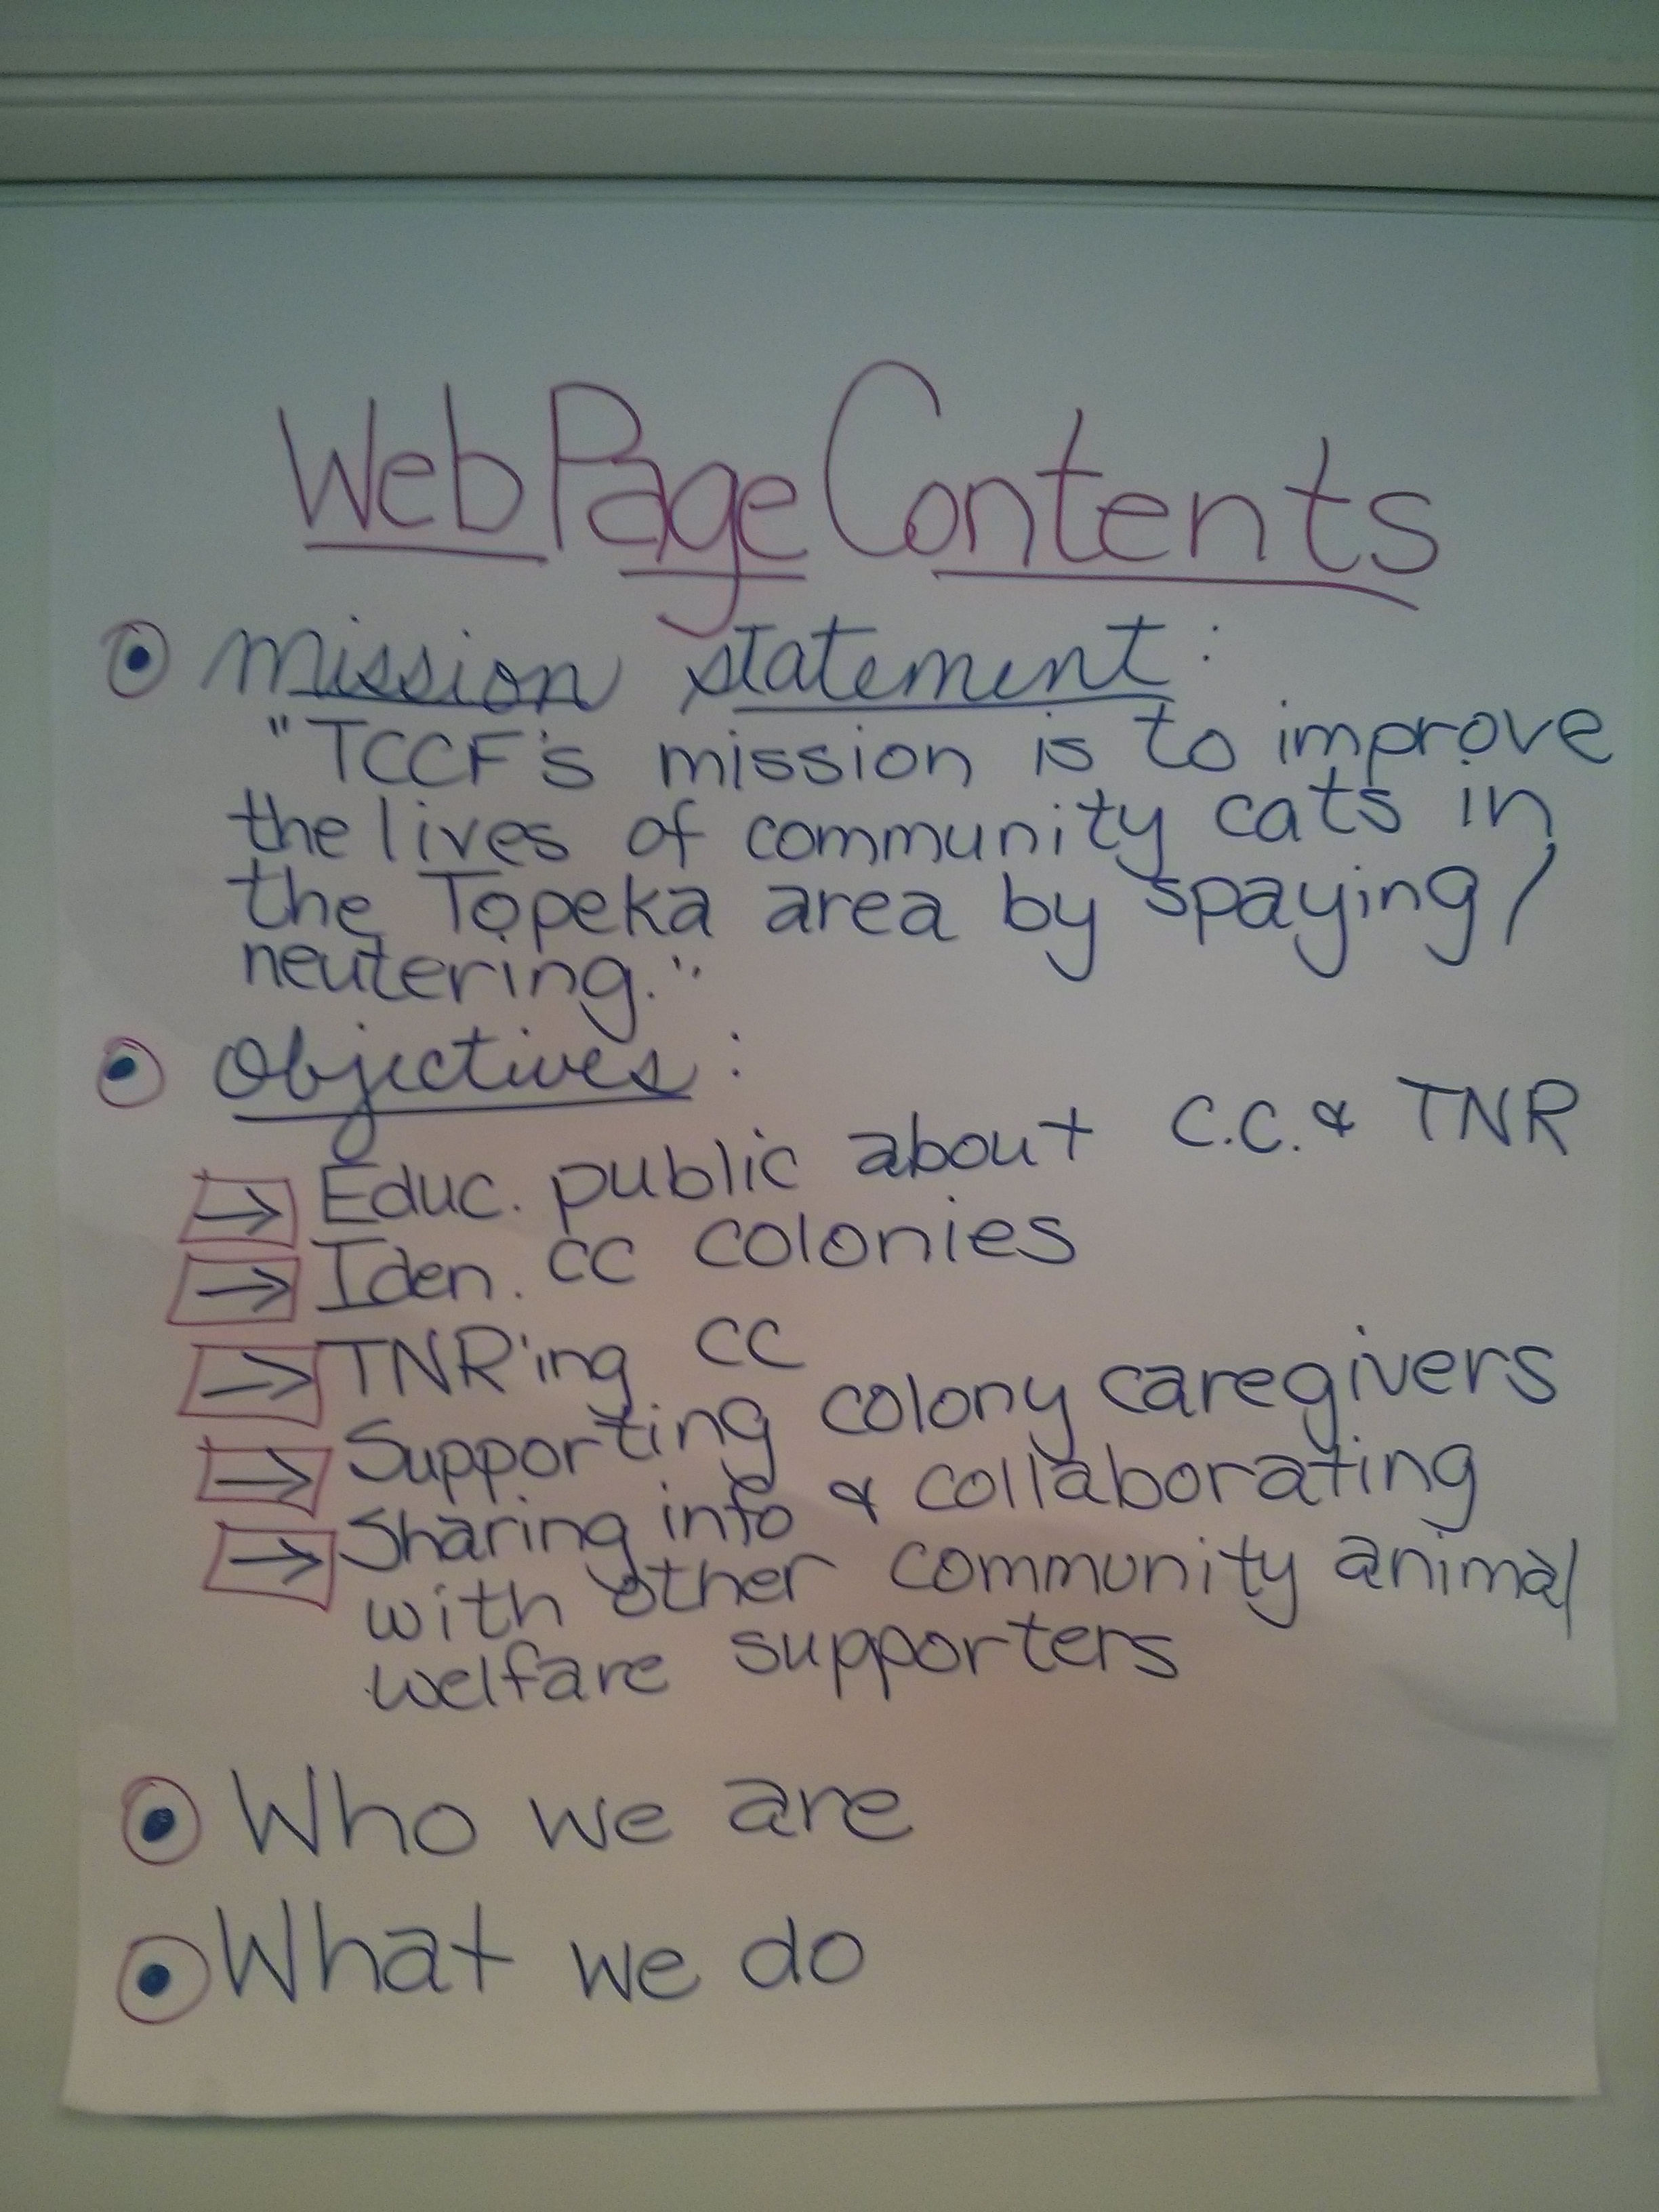 Web Page Contents
mission statement:
"TCCF's mission is to improve
the lives of community cats in
the Topeka area by spaying/
neutering."
Objectives:
→ Educ. public about C.C. & TNR
→ Iden. CC colonies
→ TNR'ing CC
→ Supporting colony caregivers
→ Sharing info & collaborating
with other community animal
welfare supporters
Who we are
What we do